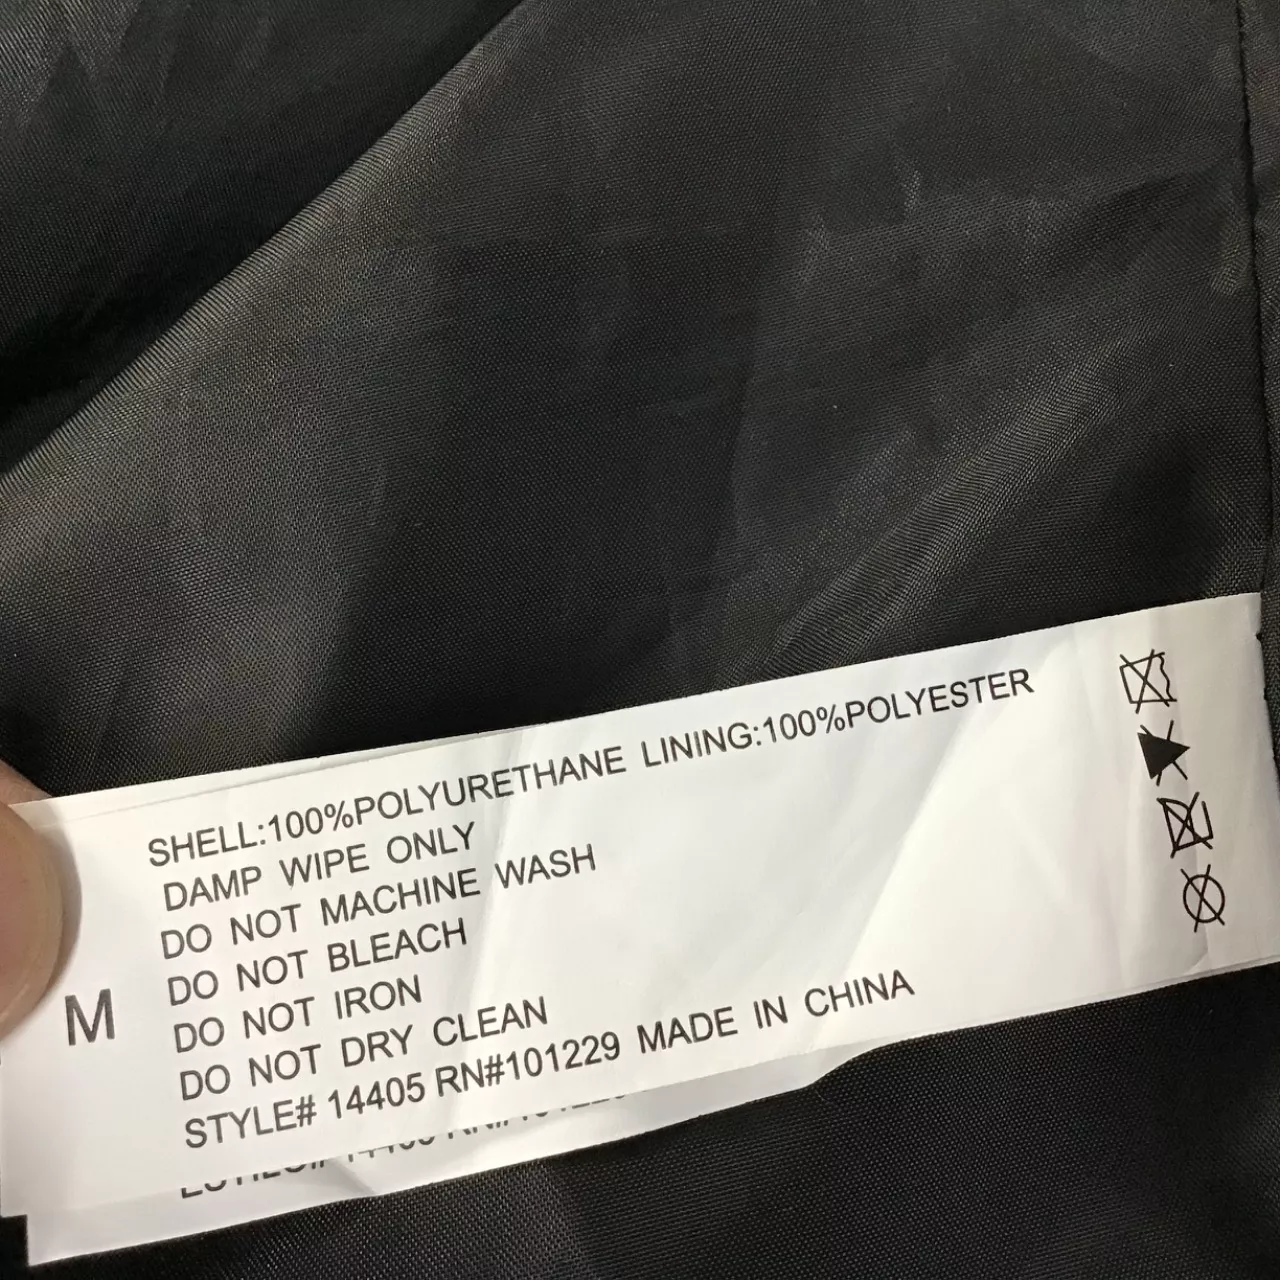 SHELL:100%POLYURETHANE LINING:100%POLYESTER
DAMP WIPE ONLY
DO NOT MACHINE WASH
DO NOT BLEACH
DO NOT IRON
DO NOT DRY CLEAN
STYLE# 14405 RN#101229 MADE IN CHINA
M